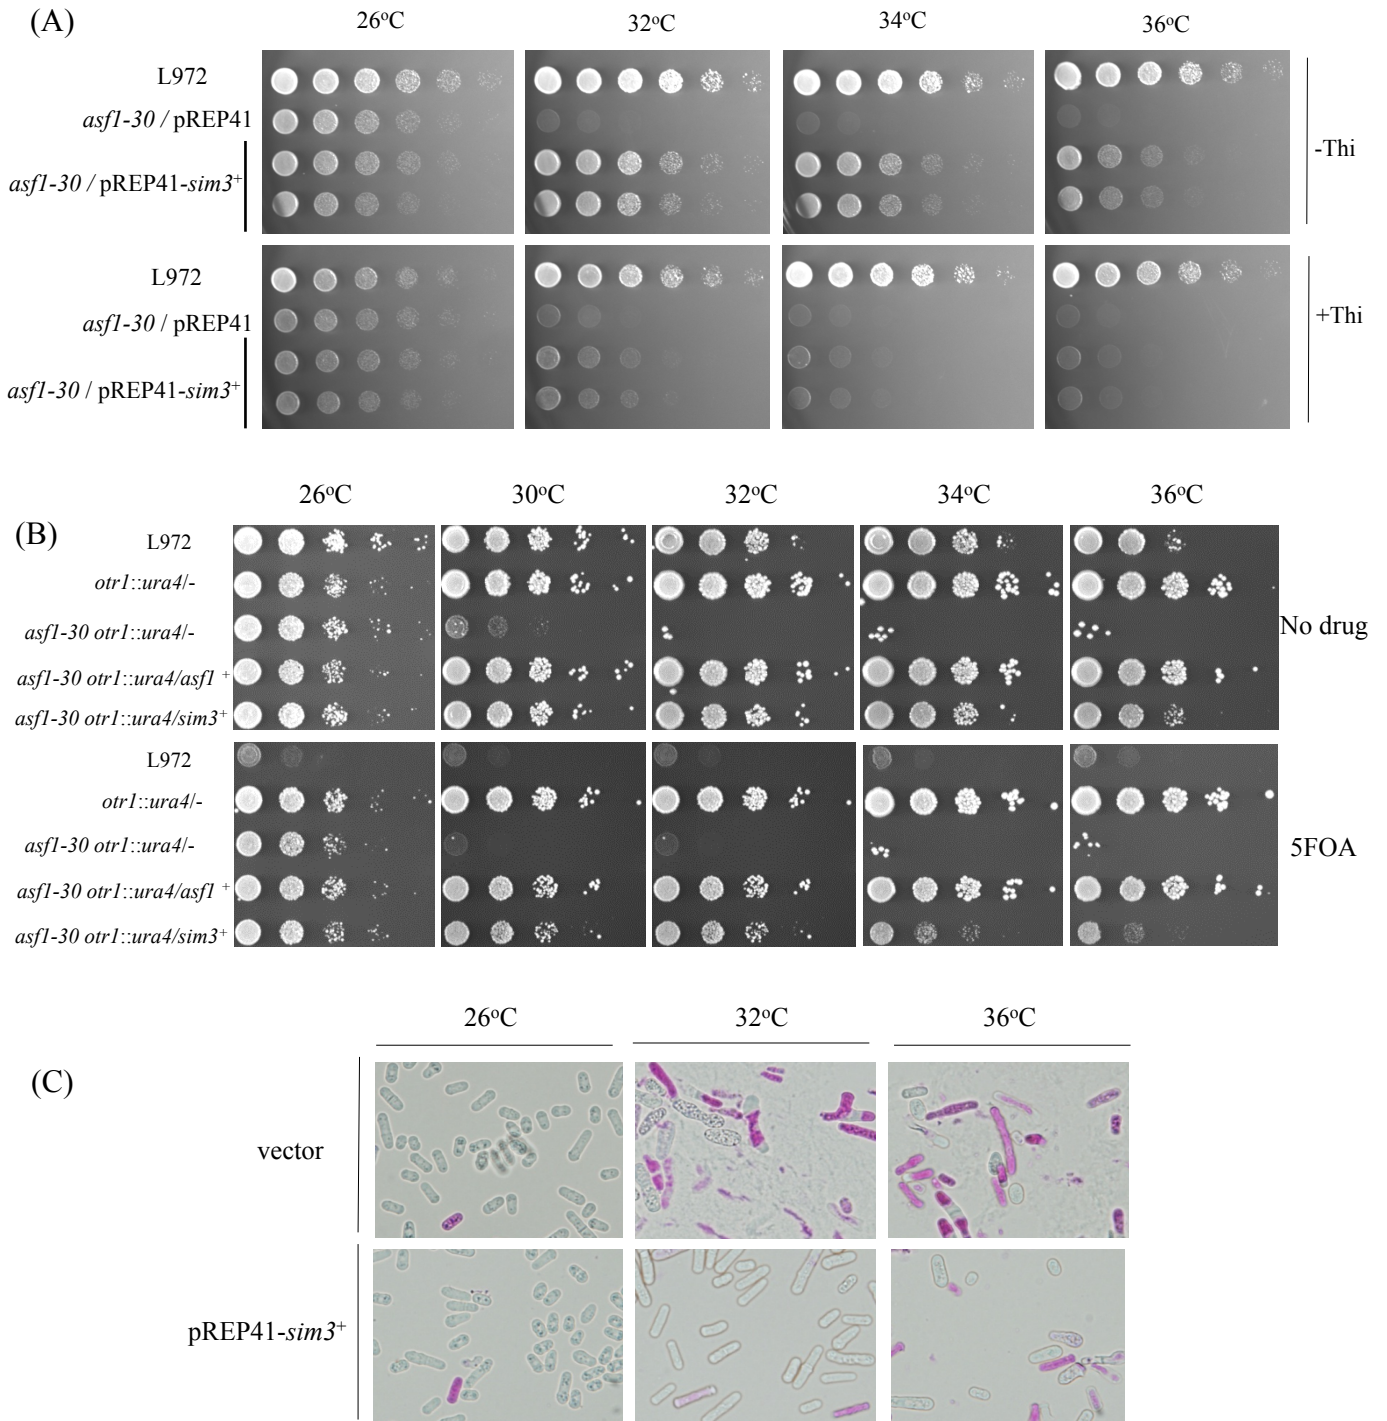 (A)
26°C 32°C 34°C 36°C
L972
asf1-30 / pREP41
asf1-30 / pREP41-sim3+
-Thi
L972
asf1-30 / pREP41
asf1-30 / pREP41-sim3+
+Thi
26°C 30°C 32°C 34°C 36°C
(B)
L972
otr1::ura4/-
asf1-30 otr1::ura4/-
No drug
asf1-30 otr1::ura4/asf1 +
asf1-30 otr1::ura4/sim3+
L972
otr1::ura4/-
asf1-30 otr1::ura4/-
5FOA
asf1-30 otr1::ura4/asf1 +
asf1-30 otr1::ura4/sim3+
26°C 32°C 36°C
(C)
vector
pREP41-sim3+